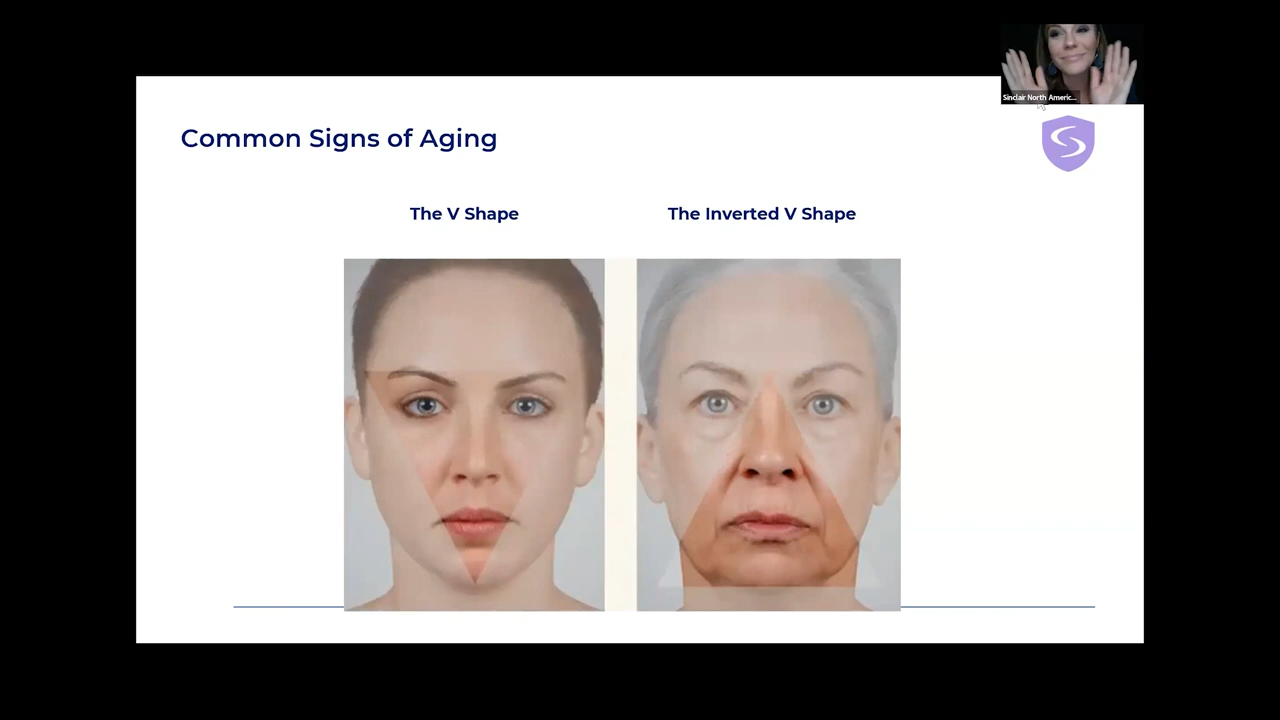 Sinclair North Americ...
Common Signs of Aging
The V Shape
The Inverted V Shape